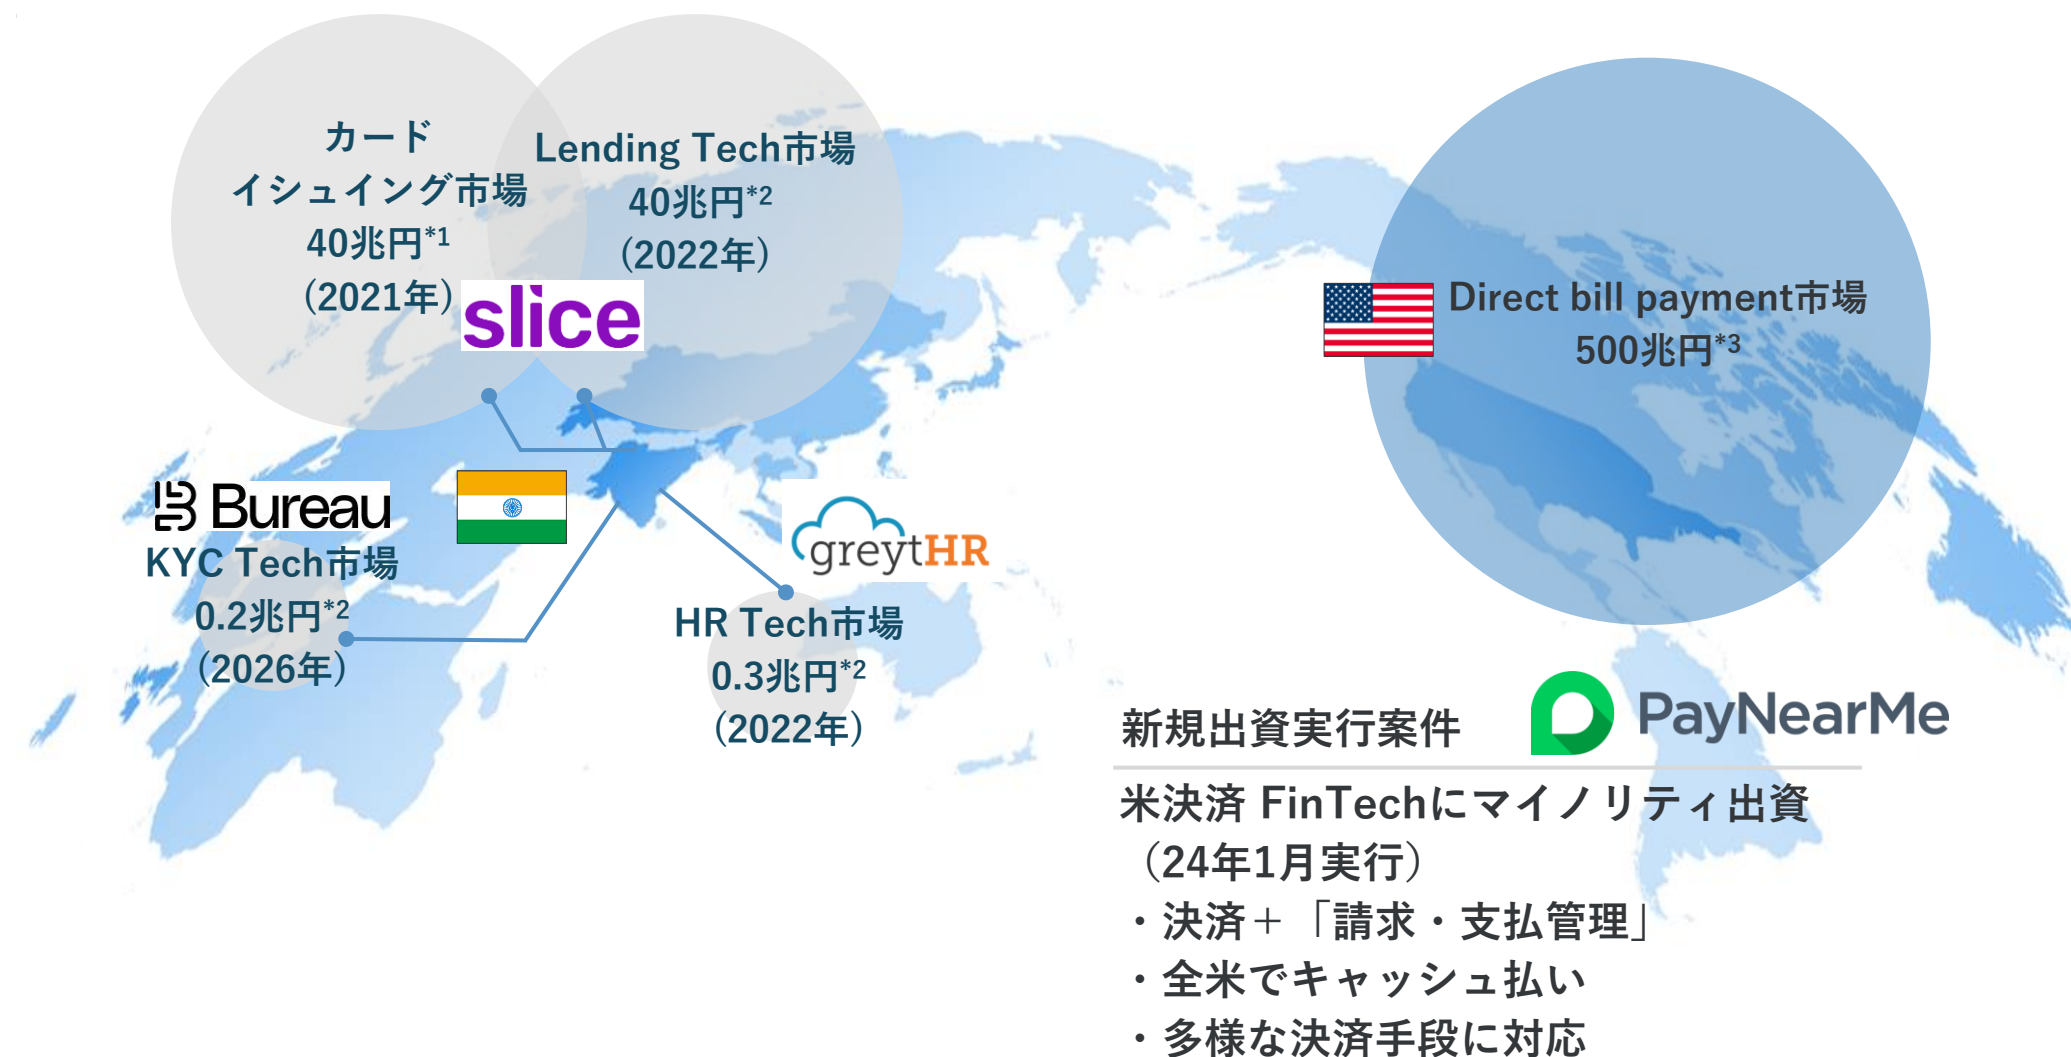 カード
イシュイング市場
40兆円*1
(2021年)
Lending Tech市場
40兆円*2
(2022年)
slice
Bureau
KYC Tech市場
0.2兆円*2
(2026年)
greytHR
HR Tech市場
0.3兆円*2
(2022年)
Direct bill payment市場
500兆円*3
新規出資実行案件
PayNearMe
米決済 FinTechにマイノリティ出資
（24年1月実行）
・決済＋「請求・支払管理」
・全米でキャッシュ払い
・多様な決済手段に対応